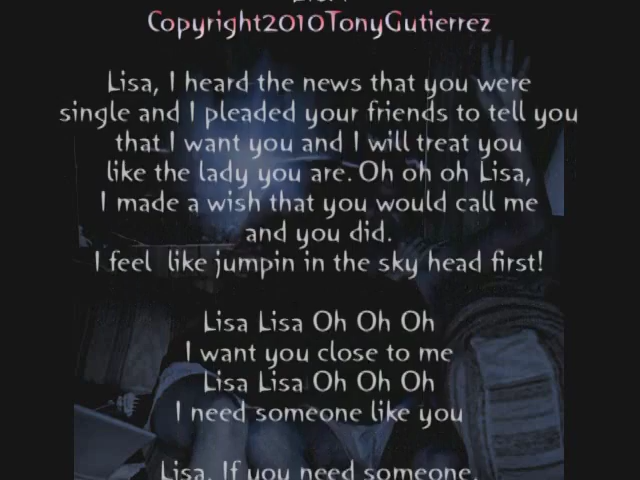 Copyright2010TonyGutierrez
Lisa, I heard the news that you were
single and I pleaded your friends to tell you
that I want you and I will treat you
like the lady you are. Oh oh oh Lisa,
I made a wish that you would call me
and you did.
I feel like jumpin in the sky head first!
Lisa Lisa Oh Oh Oh
I want you close to me
Lisa Lisa Oh Oh Oh
I need someone like you
Lisa, If you need someone,